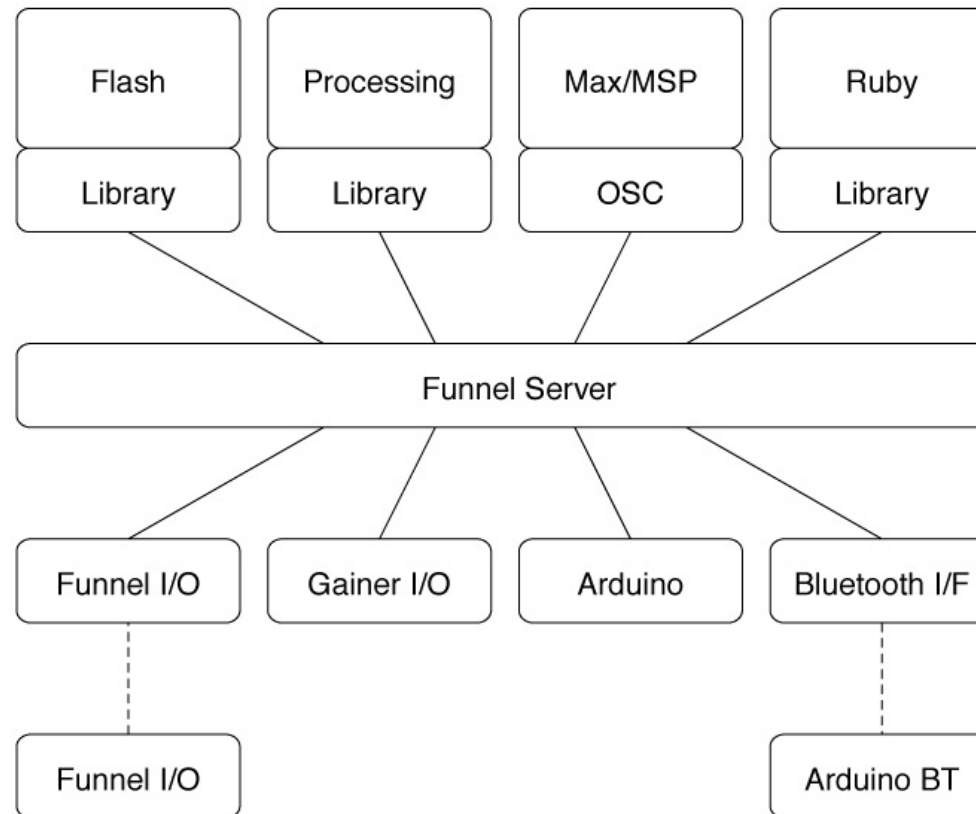 Flash
Processing
Max/MSP
Ruby
Library
Library
OSC
Library
Funnel Server
Funnel I/O
Gainer I/O
Arduino
Bluetooth I/F
Funnel I/O
Arduino BT